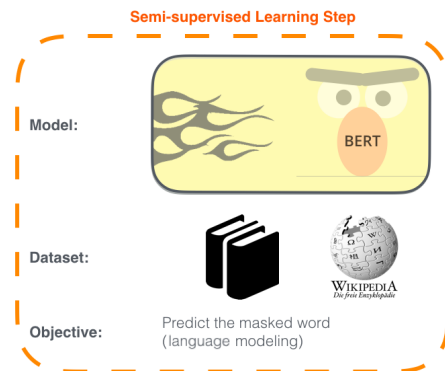 Semi-supervised Learning Step
Model:
BERT
Dataset:
WIKIPEDIA
Die freie Enzyklopädie
Objective:
Predict the masked word
(language modeling)